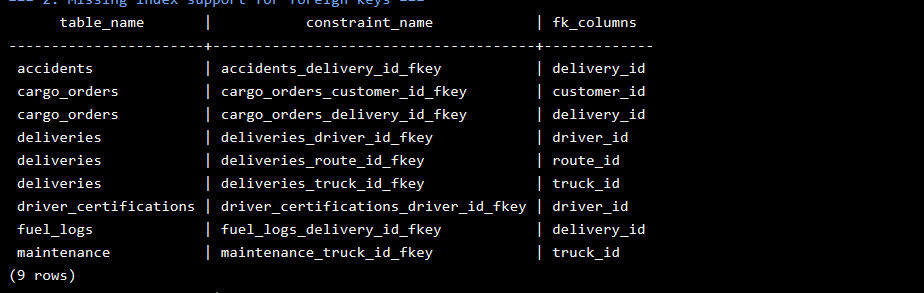 === 2. Missing index support for foreign keys ===
table_name | constraint_name | fk_columns
-----------------------+-------------------------------------+-------------
accidents | accidents_delivery_id_fkey | delivery_id
cargo_orders | cargo_orders_customer_id_fkey | customer_id
cargo_orders | cargo_orders_delivery_id_fkey | delivery_id
deliveries | deliveries_driver_id_fkey | driver_id
deliveries | deliveries_route_id_fkey | route_id
deliveries | deliveries_truck_id_fkey | truck_id
driver_certifications | driver_certifications_driver_id_fkey | driver_id
fuel_logs | fuel_logs_delivery_id_fkey | delivery_id
maintenance | maintenance_truck_id_fkey | truck_id
(9 rows)